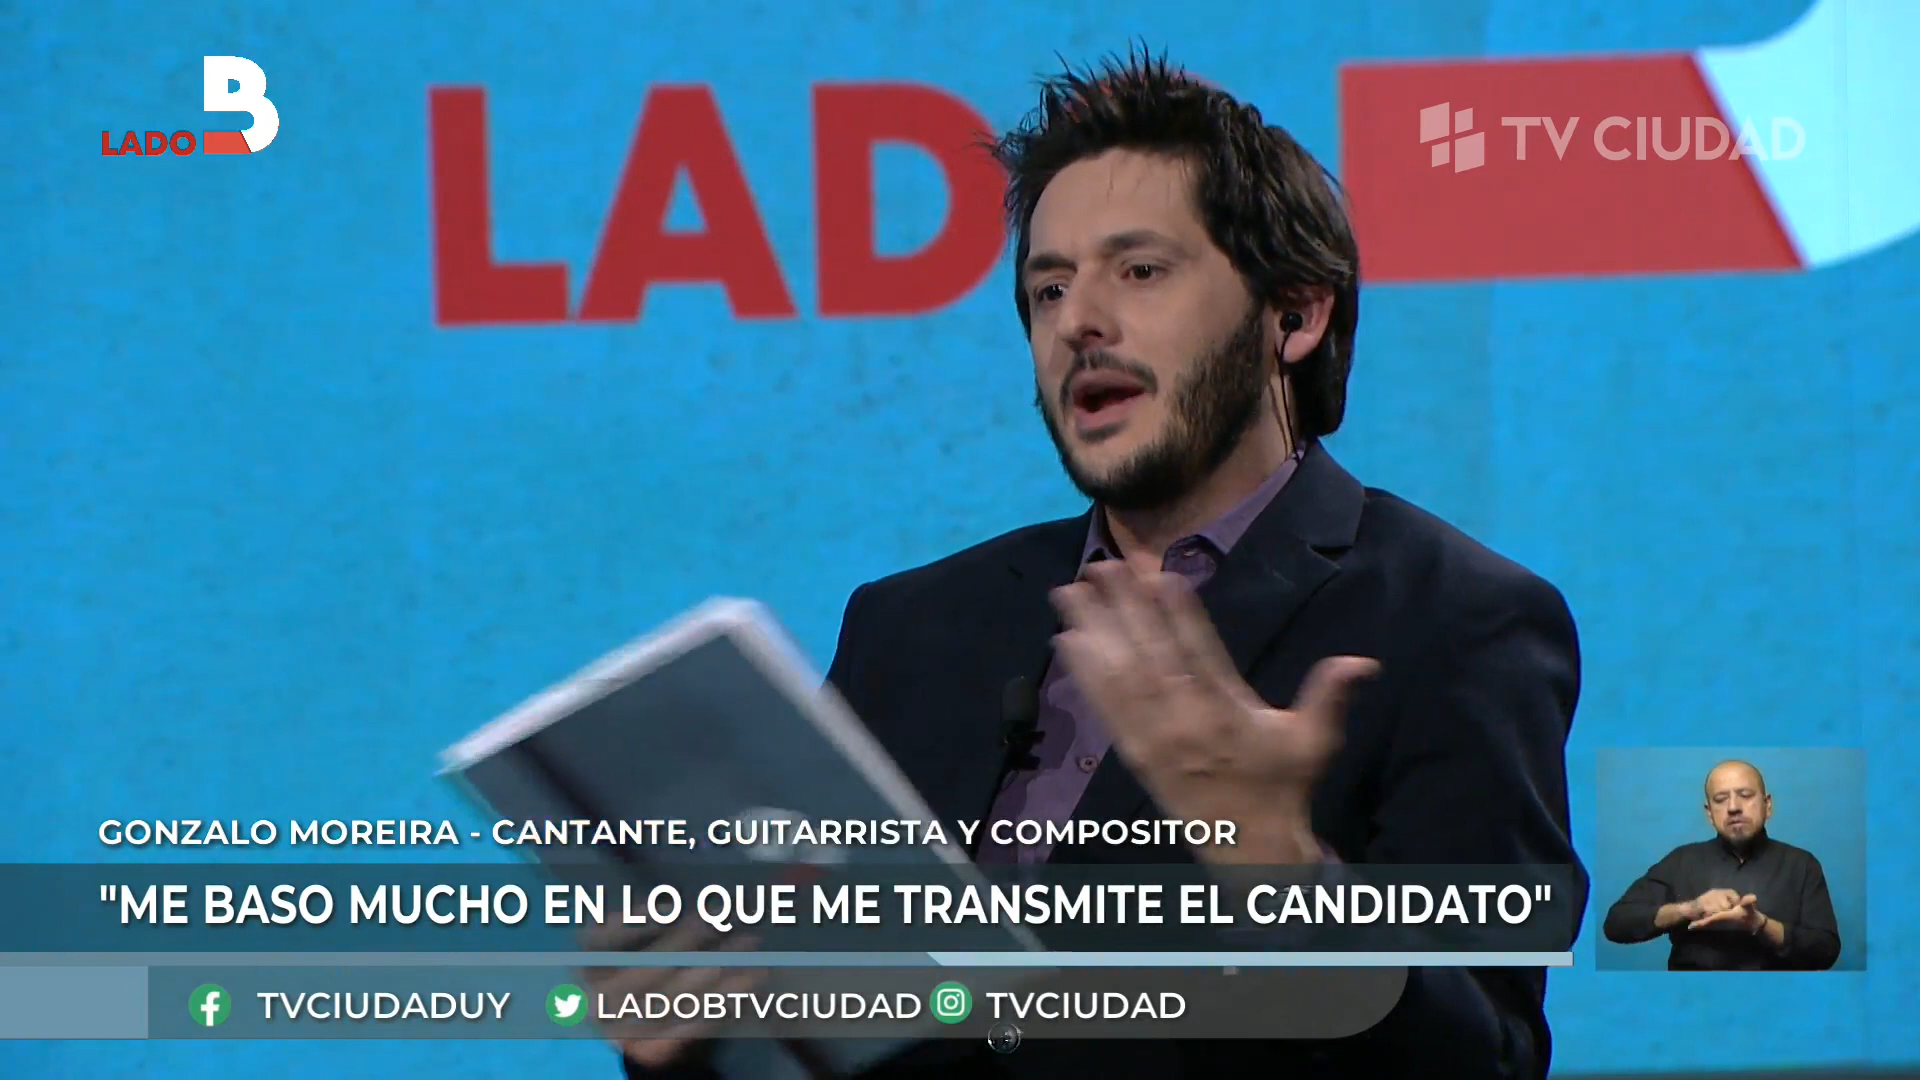 LADO B
LADO
TV CIUDAD
GONZALO MOREIRA - CANTANTE, GUITARRISTA Y COMPOSITOR
"ME BASO MUCHO EN LO QUE ME TRANSMITE EL CANDIDATO"
TVCIUDADUY LADOBTVCIUDAD TVCIUDAD